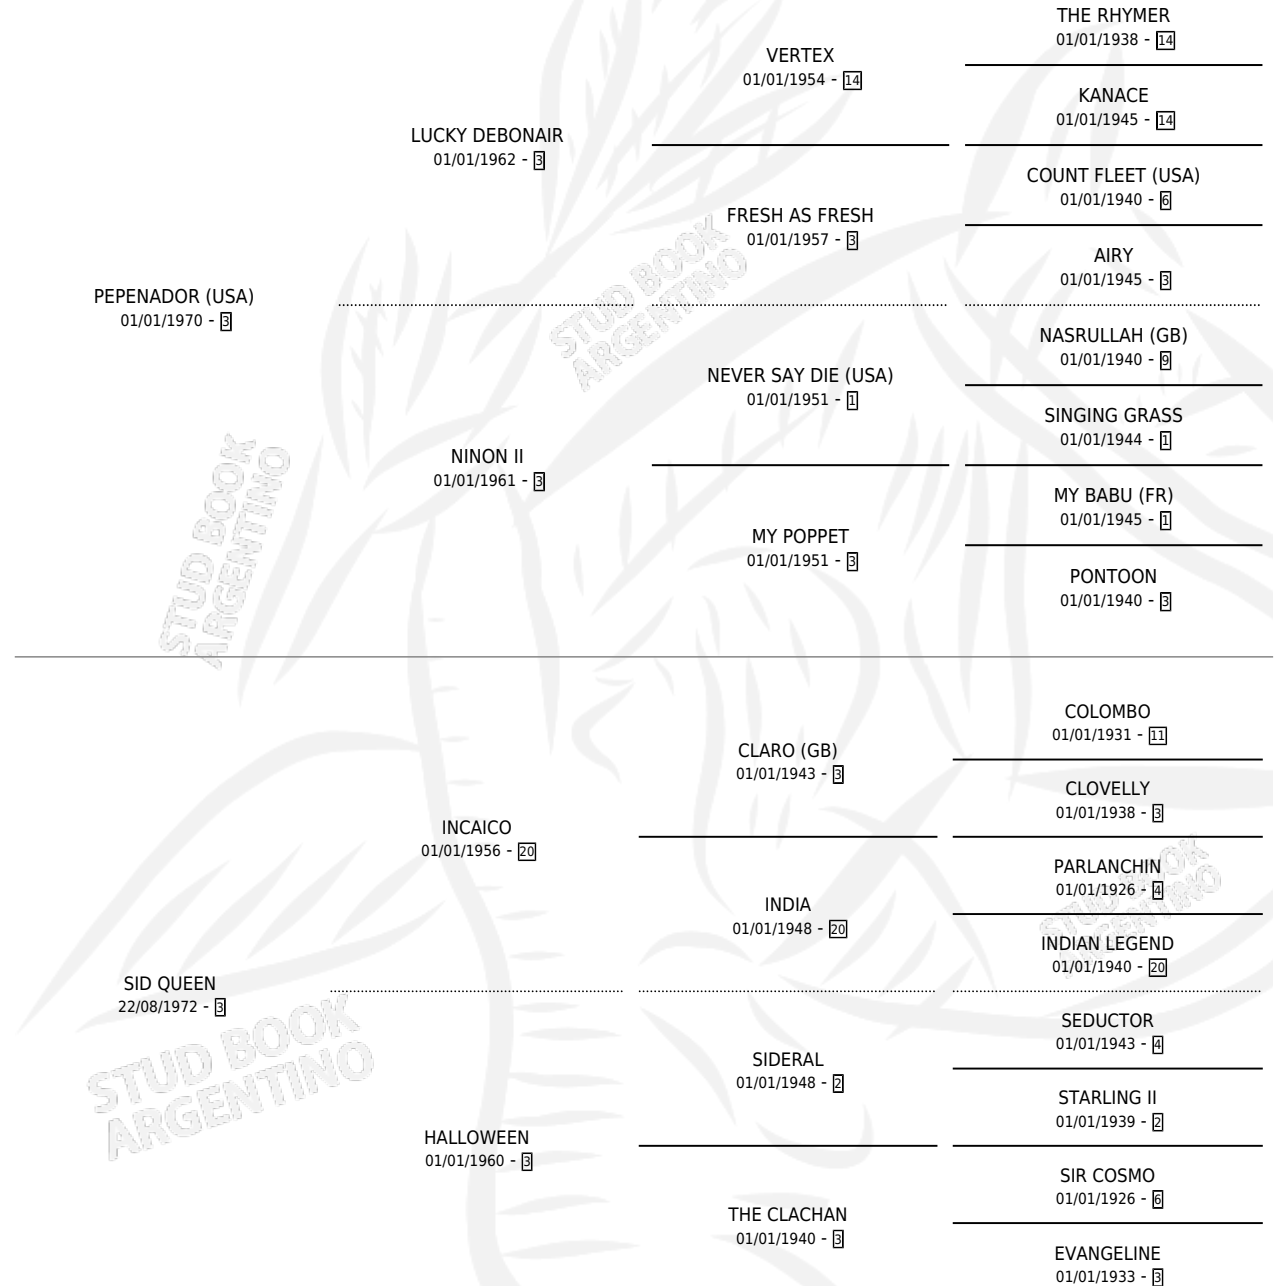 THE RHYMER
01/01/1938 - 14
VERTEX
01/01/1954 - 14
KANACE
01/01/1945 - 14
LUCKY DEBONAIR
01/01/1962 - 3
COUNT FLEET (USA)
01/01/1940 - 6
FRESH AS FRESH
01/01/1957 - 3
AIRY
01/01/1945 - 3
PEPENADOR (USA)
01/01/1970 - 3
NASRULLAH (GB)
01/01/1940 - 9
NEVER SAY DIE (USA)
01/01/1951 - 1
SINGING GRASS
01/01/1944 - 1
NINON II
01/01/1961 - 3
MY BABU (FR)
01/01/1945 - 1
MY POPPET
01/01/1951 - 3
PONTOON
01/01/1940 - 3
COLOMBO
01/01/1931 - 11
CLARO (GB)
01/01/1943 - 3
CLOVELLY
01/01/1938 - 3
INCAICO
01/01/1956 - 20
PARLANCHIN
01/01/1926 - 4
INDIA
01/01/1948 - 20
INDIAN LEGEND
01/01/1940 - 20
SID QUEEN
22/08/1972 - 3
SEDUCTOR
01/01/1943 - 4
SIDERAL
01/01/1948 - 2
STARLING II
01/01/1939 - 2
HALLOWEEN
01/01/1960 - 3
SIR COSMO
01/01/1926 - 6
THE CLACHAN
01/01/1940 - 3
EVANGELINE
01/01/1933 - 3
STUD BOOK
ARGENTINO
STUD BOOK
ARGENTINO
STUD BOOK
ARGENTINO
STUD BOOK
ARGENTINO